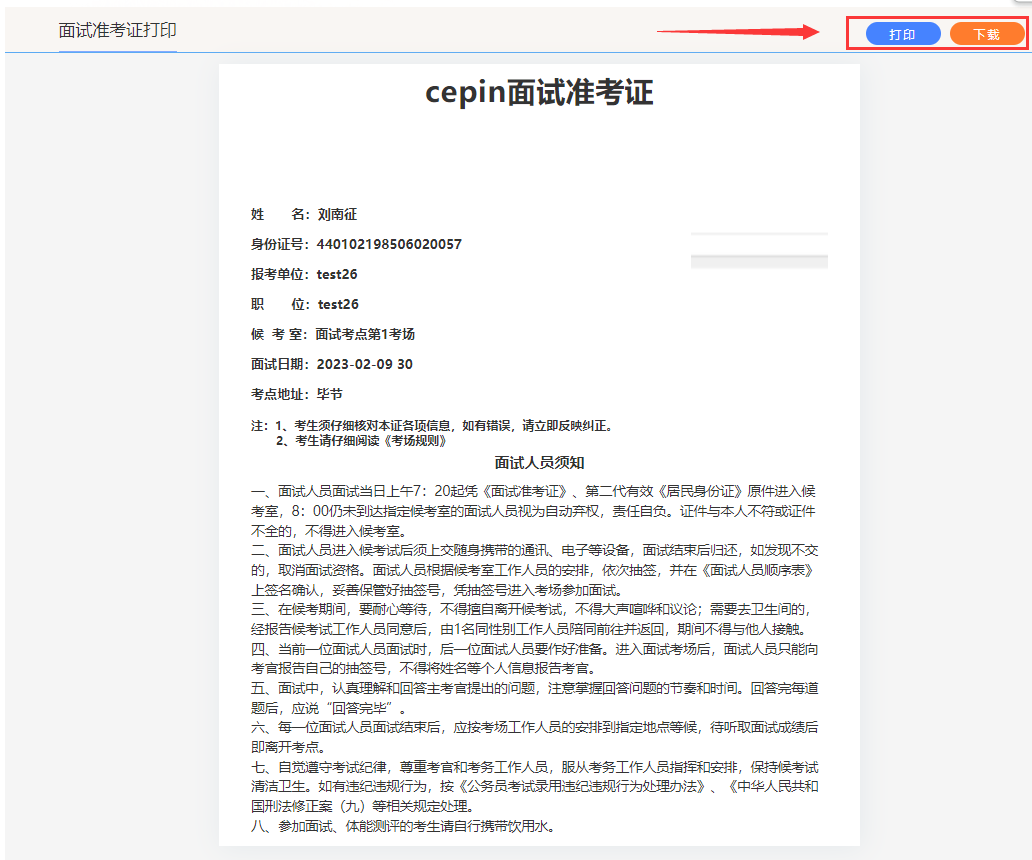 面试准考证打印
打印 下载
cepin面试准考证
姓 名：刘南征
身份证号：440102198506020057
报考单位：test26
职 位：test26
候 考 室：面试考点第1考场
面试日期：2023-02-09 30
考点地址：毕节
注：1、考生须仔细核对本证各项信息，如有错误，请立即反映纠正。
2、考生请仔细阅读《考场规则》
面试人员须知
一、面试人员面试当日上午7：20起凭《面试准考证》、第二代有效《居民身份证》原件进入候
考室，8：00仍未到达指定候考室的面试人员视为自动弃权，责任自负。证件与本人不符或证件
不全的，不得进入候考室。
二、面试人员进入候考试后须上交随身携带的通讯、电子等设备，面试结束后归还，如发现不交
的，取消面试资格。面试人员根据候考室工作人员的安排，依次抽签，并在《面试人员顺序表》
上签名确认，妥善保管好抽签号，凭抽签号进入考场参加面试。
三、在候考期间，要耐心等待，不得擅自离开候考试，不得大声喧哗和议论；需要去卫生间的，
经报告候考试工作人员同意后，由1名同性别工作人员陪同前往并返回，期间不得与他人接触。
四、当前一位面试人员面试时，后一位面试人员要作好准备。进入面试考场后，面试人员只能向
考官报告自己的抽签号，不得将姓名等个人信息报告考官。
五、面试中，认真理解和回答主考官提出的问题，注意掌握回答问题的节奏和时间。回答完每道
题后，应说“回答完毕”。
六、每一位面试人员面试结束后，应按考场工作人员的安排到指定地点等候，待听取面试成绩后
即离开考点。
七、自觉遵守考试纪律，尊重考官和考务工作人员，服从考务工作人员指挥和安排，保持候考试
清洁卫生。如有违纪违规行为，按《公务员考试录用违纪违规行为处理办法》、《中华人民共和
国刑法修正案（九）等相关规定处理。
八、参加面试、体能测评的考生请自行携带饮用水。